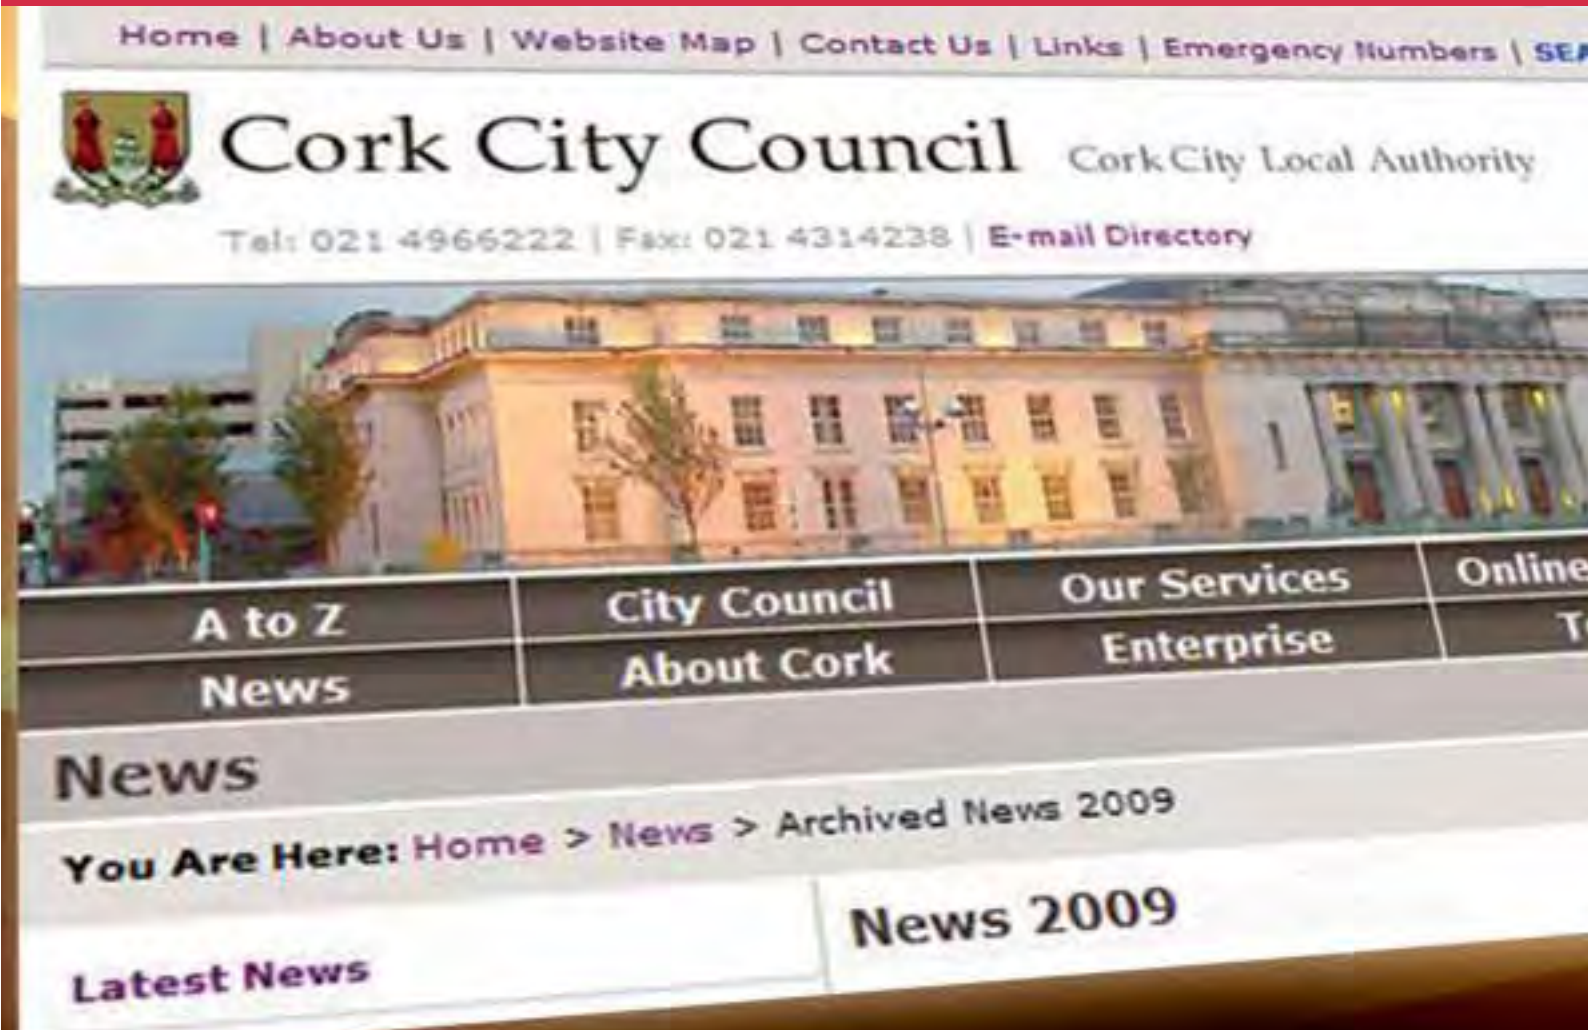 Home | About Us | Website Map | Contact Us | Links | Emergency Numbers | SEA
Cork City Council Cork City Local Authority
Tel: 021 4966222 | Fax: 021 4314238 | E-mail Directory
A to Z City Council Our Services Online
News About Cork Enterprise
News
You Are Here: Home > News > Archived News 2009
Latest News News 2009